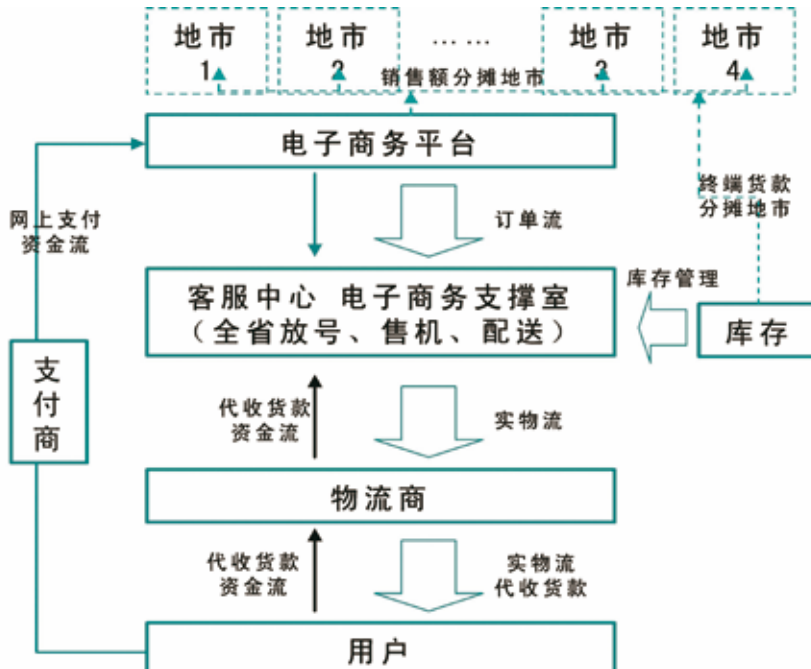 地市 地市 …… 地市 地市
1 2 3 4
销售额分摊地市
电子商务平台
终端货款
分摊地市
网上支付
资金流
订单流
库存管理
客服中心 电子商务支撑室
（全省放号、售机、配送）
库存
支
付
商
代收货款
资金流
实物流
物流商
代收货款
资金流
实物流
代收货款
用户